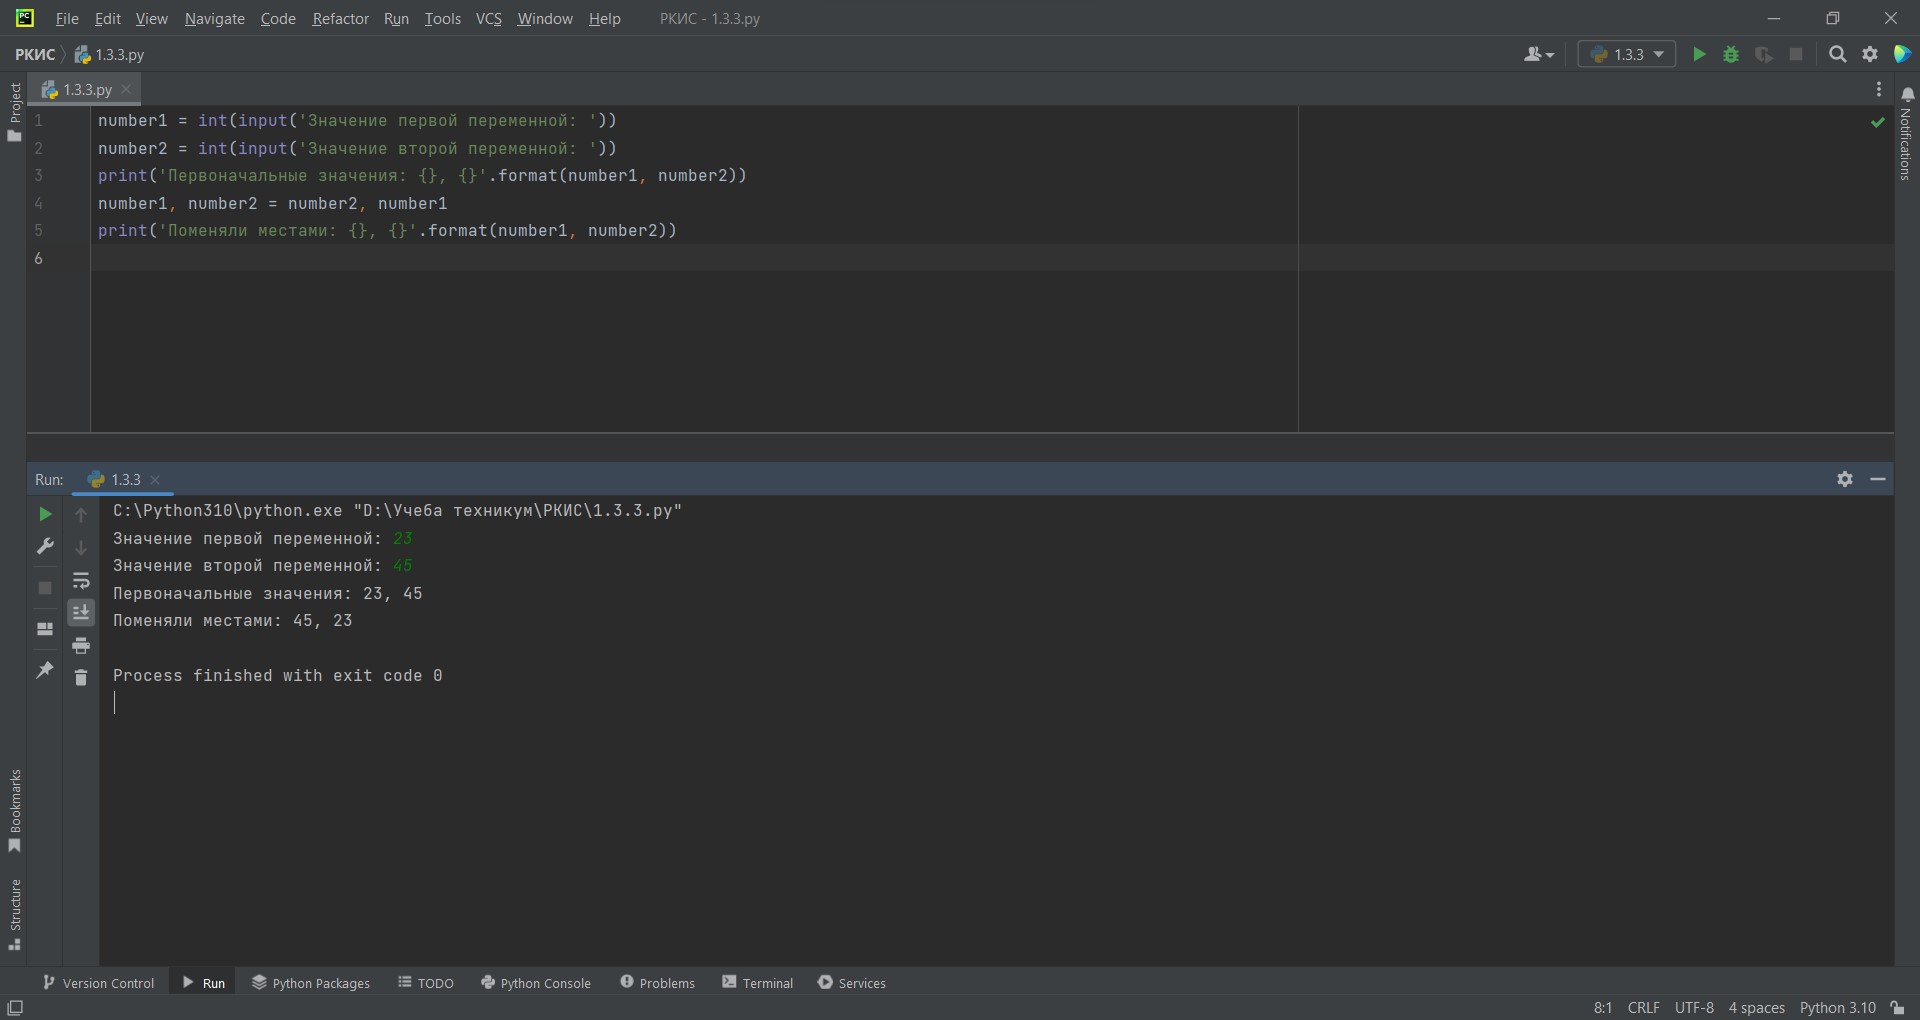 File Edit View Navigate Code Refactor Run Tools VCS Window Help РКИС - 1.3.3.py
РКИС 1.3.3.py 1.3.3
1.3.3.py
Project
Notifications
1 number1 = int(input('Значение первой переменной: '))
2 number2 = int(input('Значение второй переменной: '))
3 print('Первоначальные значения: {}, {}'.format(number1, number2))
4 number1, number2 = number2, number1
5 print('Поменяли местами: {}, {}'.format(number1, number2))
6
Run: 1.3.3
C:\Python310\python.exe "D:\Учеба техникум\РКИС\1.3.3.py"
Значение первой переменной: 23
Значение второй переменной: 45
Первоначальные значения: 23, 45
Поменяли местами: 45, 23
Process finished with exit code 0
Bookmarks
Structure
Version Control Run Python Packages TODO Python Console Problems Terminal Services
8:1 CRLF UTF-8 4 spaces Python 3.10